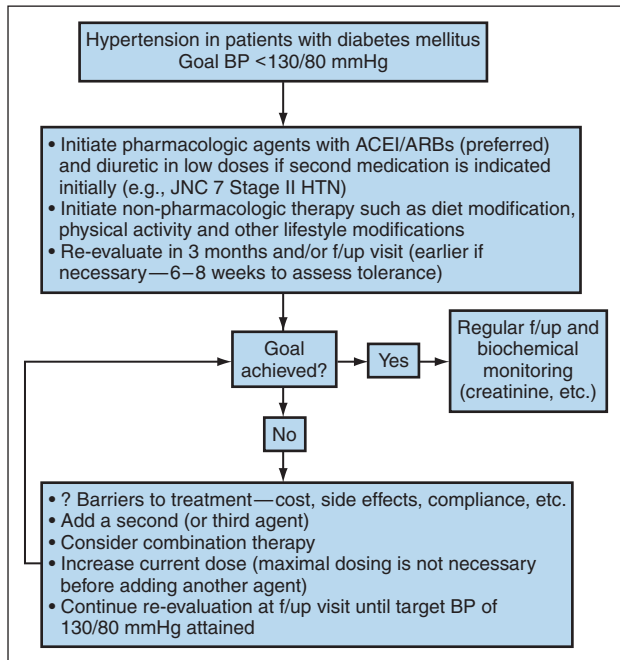 Hypertension in patients with diabetes mellitus
Goal BP <130/80 mmHg
• Initiate pharmacologic agents with ACEI/ARBs (preferred)
and diuretic in low doses if second medication is indicated
initially (e.g., JNC 7 Stage II HTN)
• Initiate non-pharmacologic therapy such as diet modification,
physical activity and other lifestyle modifications
• Re-evaluate in 3 months and/or f/up visit (earlier if
necessary—6–8 weeks to assess tolerance)
Goal
achieved?
Yes
Regular f/up and
biochemical
monitoring
(creatinine, etc.)
No
• ? Barriers to treatment—cost, side effects, compliance, etc.
• Add a second (or third agent)
• Consider combination therapy
• Increase current dose (maximal dosing is not necessary
before adding another agent)
• Continue re-evaluation at f/up visit until target BP of
130/80 mmHg attained